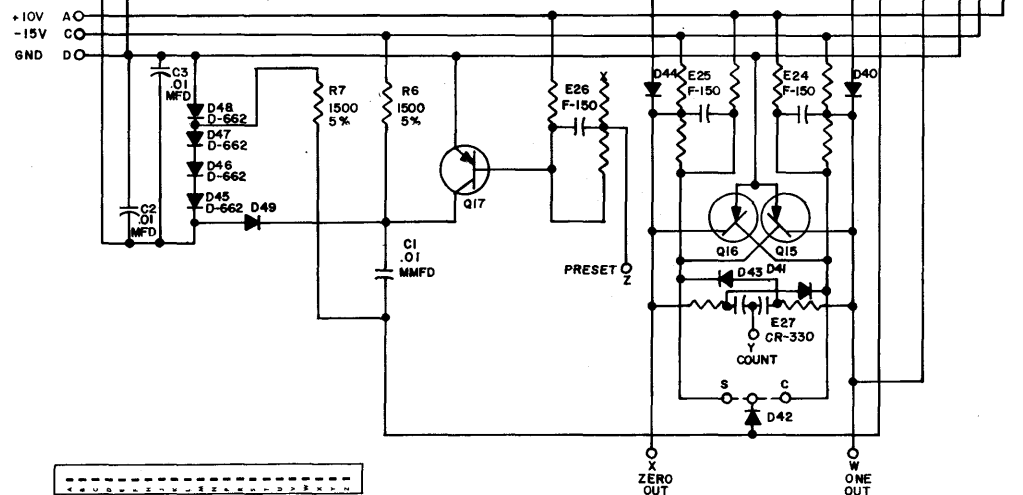 +10V A
-15V C
GND D
C3
.01
MFD
D48
D-662
D47
D-662
D46
D-662
D45
D-662
D49
C2
.01
MFD
R7
1500
5%
R6
1500
5%
C1
.01
MMFD
Q17
E26
F-150
X
PRESET
Z
D44
E25
F-150
E24
F-150
D40
Q16
Q15
D43
D41
E27
CR-330
Y
COUNT
S
C
D42
X
ZERO
OUT
W
ONE
OUT
A B C D E F H J K L M N P R S T U V W X Y Z